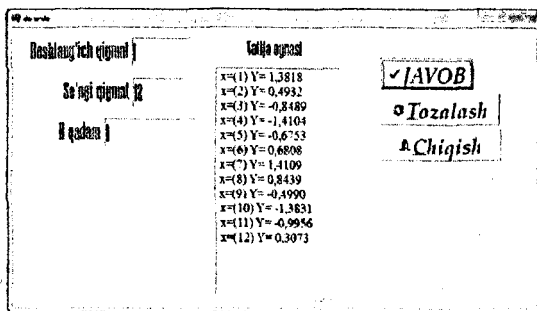 Boshlang'ich qiymat 1
So'ngi qiymat 12
H qadam 1
Natija oynasi
x=(1) Y= 1,3818
x=(2) Y= 0,4932
x=(3) Y= -0,8489
x=(4) Y= -1,4104
x=(5) Y= -0,6753
x=(6) Y= 0,6808
x=(7) Y= 1,4109
x=(8) Y= 0,8439
x=(9) Y= -0,4990
x=(10) Y= -1,3831
x=(11) Y= -0,9956
x=(12) Y= 0,3073
JAVOB
Tozalash
Chiqish